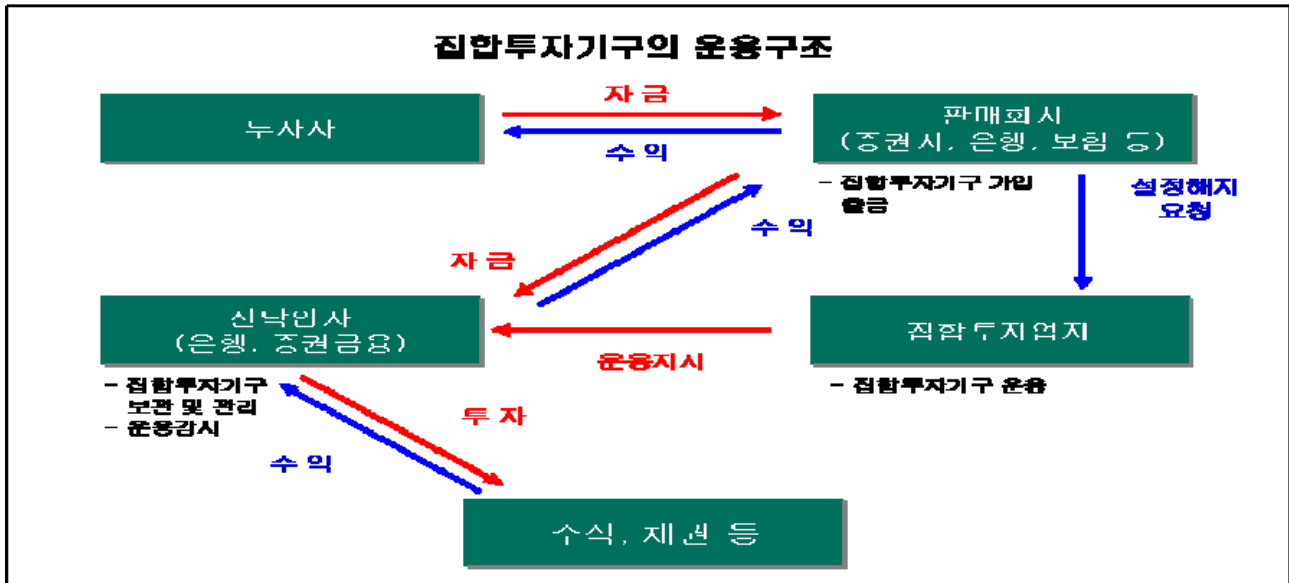 집합투자기구의 운용구조
투자자
자 금
수 익
판매회사
(증권사, 은행, 보험 등)
- 집합투자기구 가입
출금
설정해지
요청
자 금
수 익
신탁회사
(은행, 증권금융)
- 집합투자기구
보관 및 관리
- 운용감시
운용지시
집합투자업자
- 집합투자기구 운용
투 자
수 익
주식, 채권 등